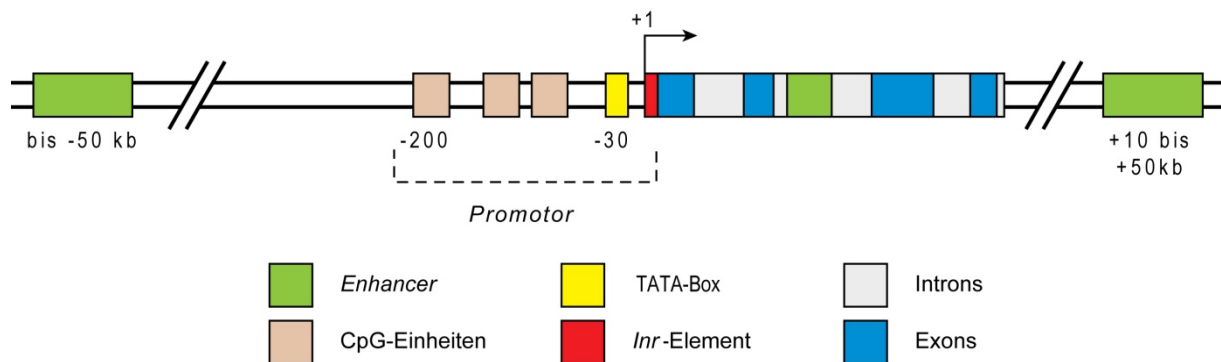 +1
bis -50 kb
-200
-30
+10 bis
+50kb
Promotor
Enhancer
TATA-Box
Introns
CpG-Einheiten
Inr-Element
Exons